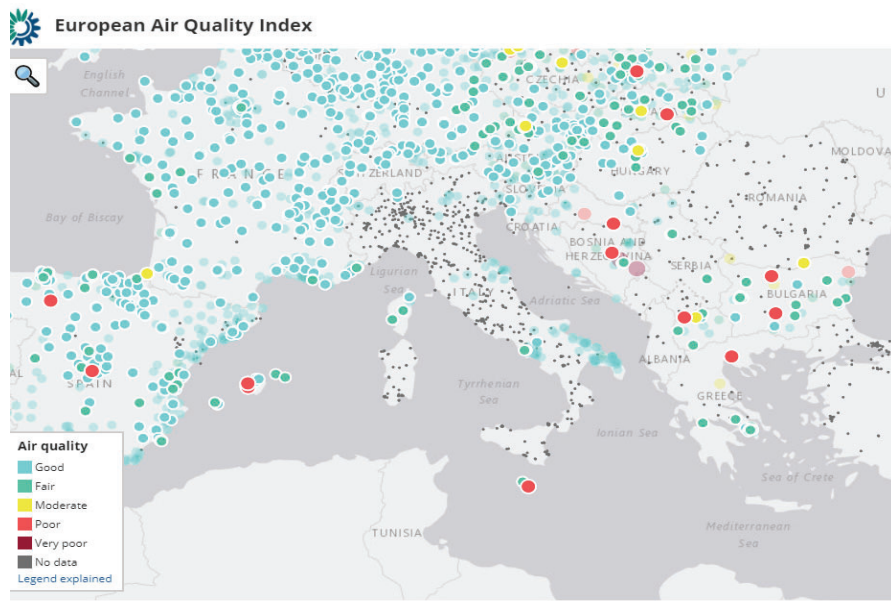 European Air Quality Index
English
Channel
CZECHIA
U
MOLDOVA
FRANCE
SWITZERLAND
HUNGARY
SLOVENIA
ROMANIA
Bay of Biscay
CROATIA
BOSNIA AND
HERZEGOVINA
SERBIA
Ligurian
Sea
ITALY
Adriatic Sea
BULGARIA
ALBANIA
SPAIN
Tyrrhenian
Sea
GREECE
Ionian Sea
Sea of Crete
TUNISIA
Mediterranean
Sea
Air quality
Good
Fair
Moderate
Poor
Very poor
No data
Legend explained